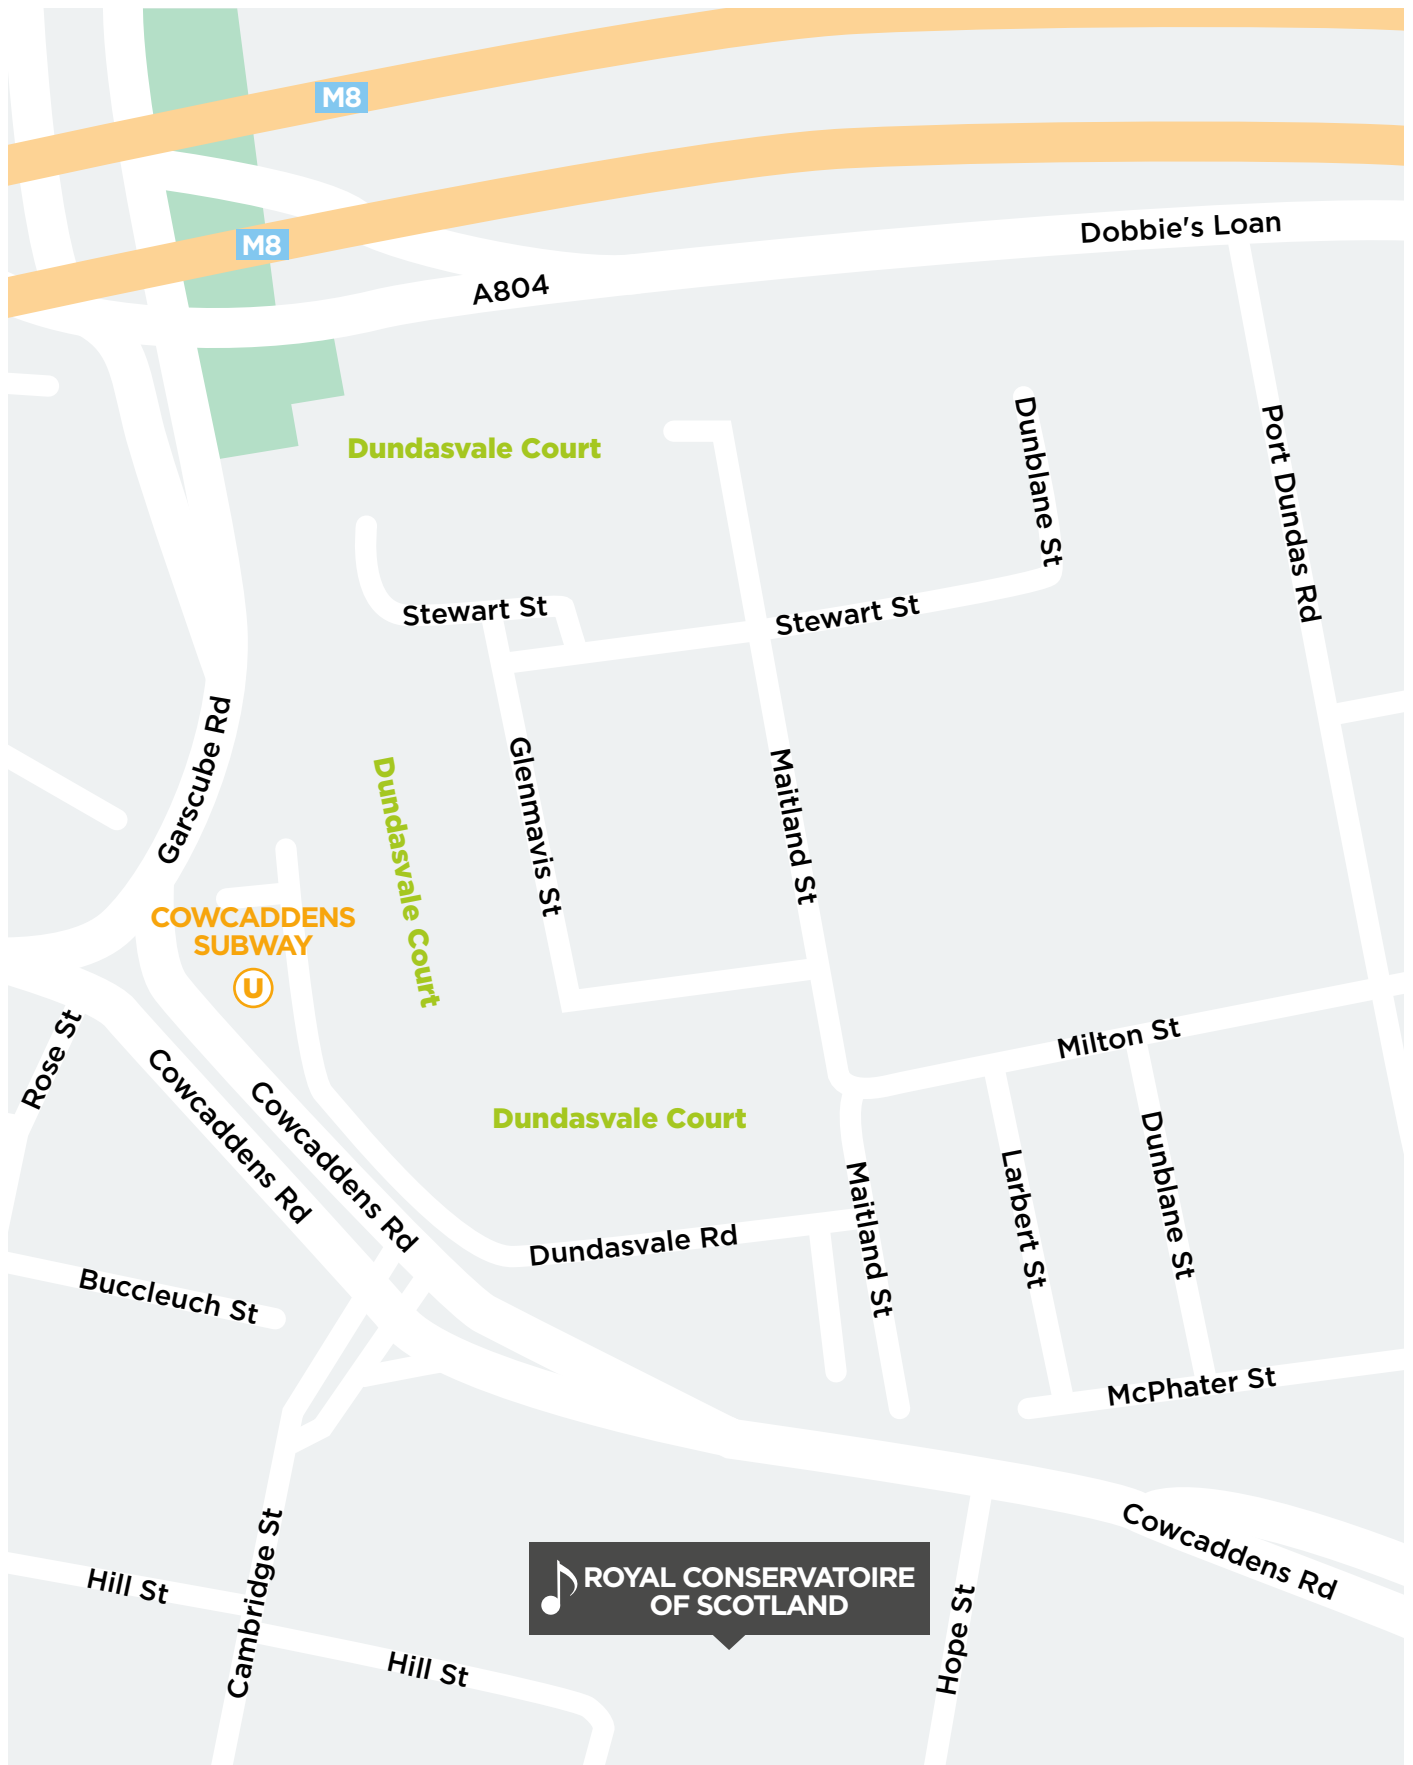 M8
Dobbie's Loan
M8
A804
Dunblane St
Port Dundas Rd
Dundasvale Court
Stewart St
Stewart St
Garscube Rd
Glenmavis St
Maitland St
Dundasvale Court
COWCADDENS
SUBWAY
U
Rose St
Milton St
Cowcaddens Rd
Cowcaddens Rd
Dundasvale Court
Dunblane St
Larbert St
Maitland St
Dundasvale Rd
Buccleuch St
McPhater St
Cowcaddens Rd
Cambridge St
Hill St
ROYAL CONSERVATOIRE
OF SCOTLAND
Hope St
Hill St